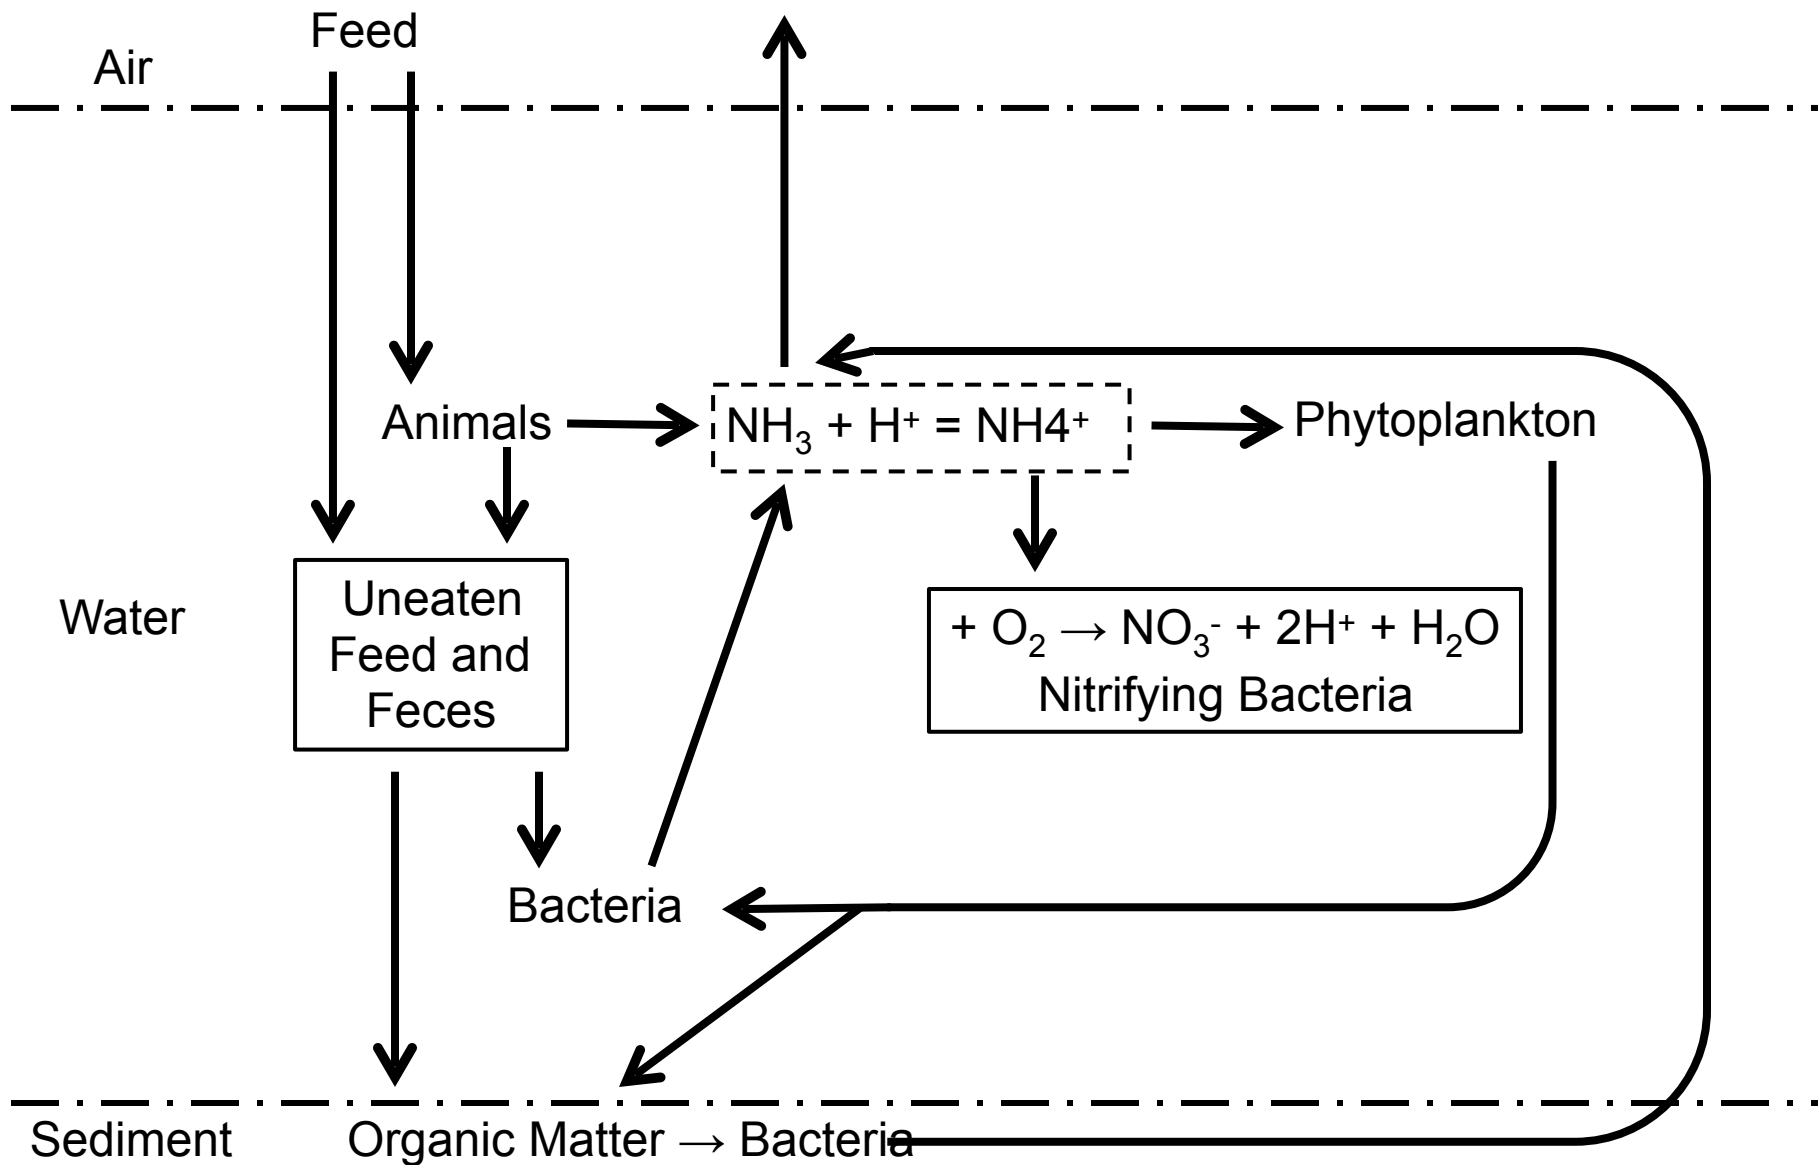 Feed
Air
Animals
NH₃ + H⁺ = NH4⁺
Phytoplankton
Uneaten
Feed and
Feces
Water
+ O₂ → NO₃⁻ + 2H⁺ + H₂O
Nitrifying Bacteria
Bacteria
Sediment
Organic Matter → Bacteria